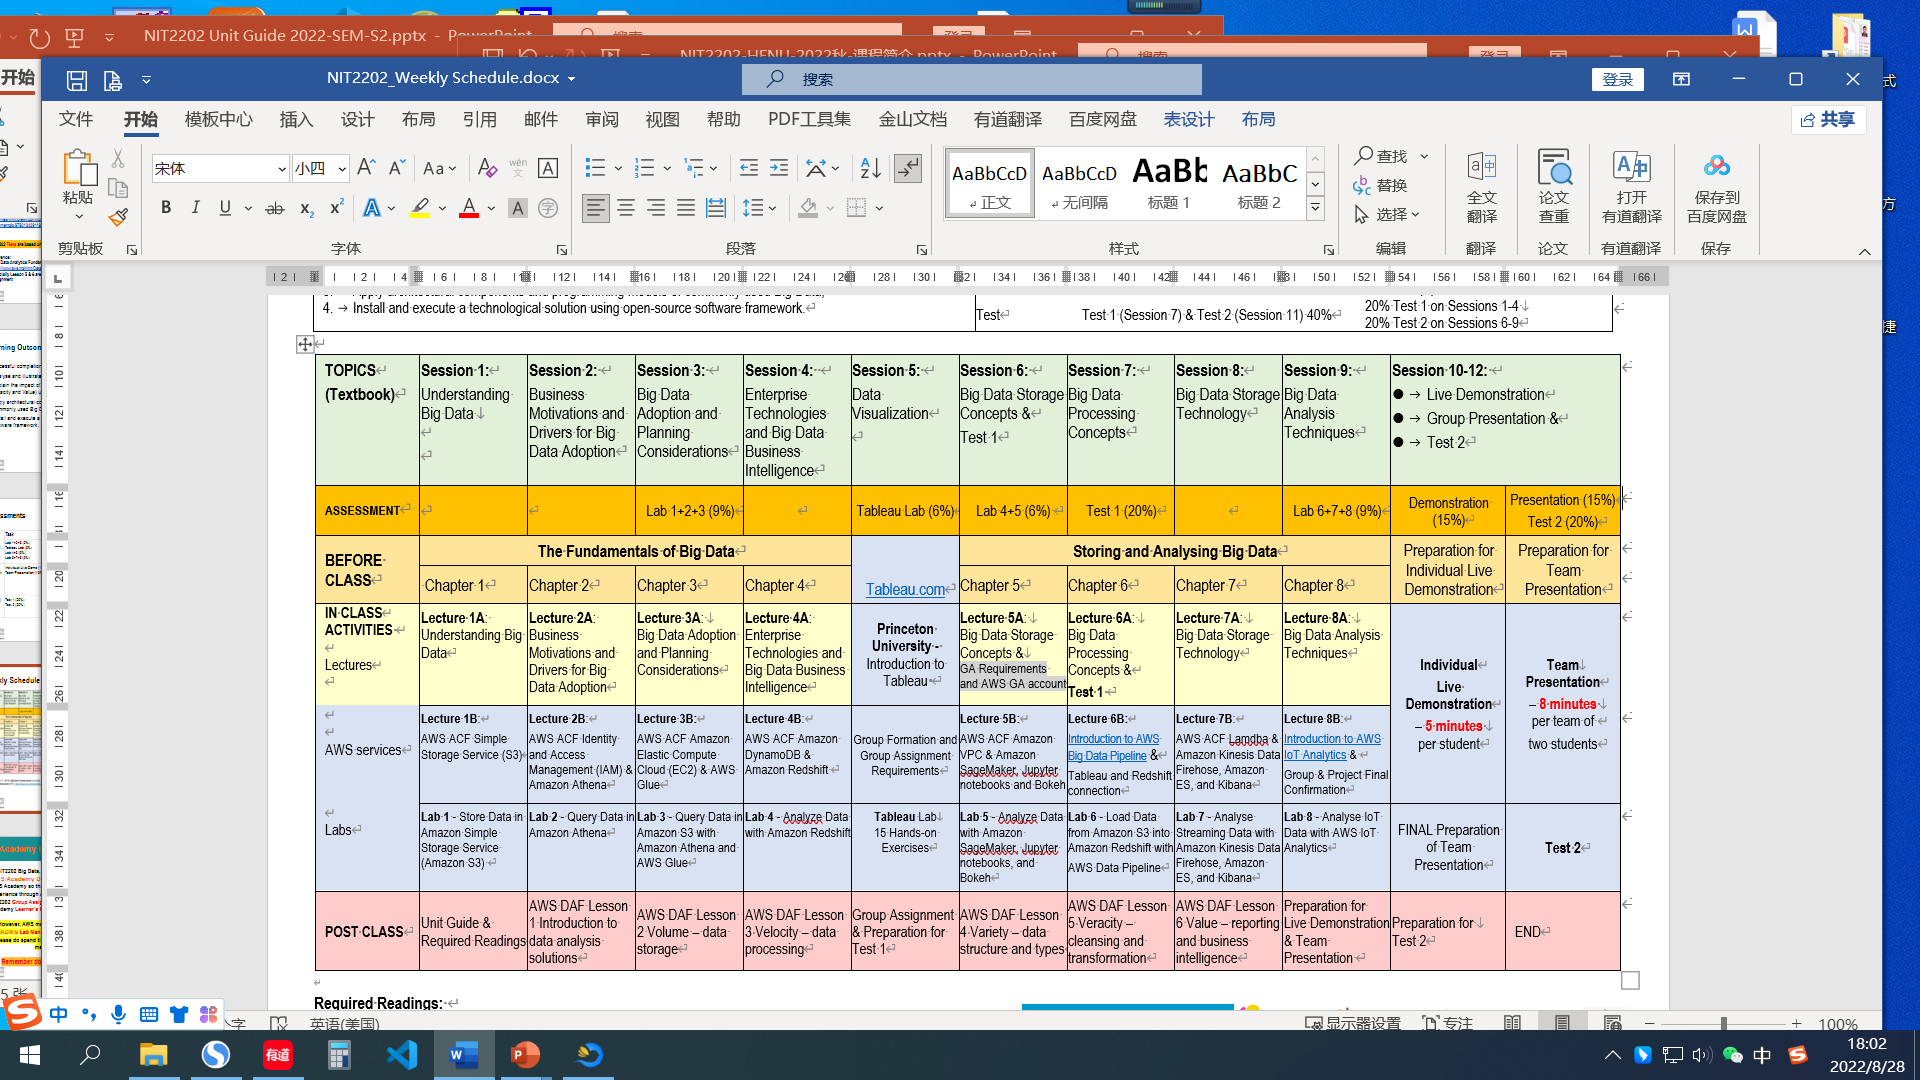 NIT2202 Unit Guide 2022-SEM-S2.pptx - PowerPoint
搜索
登录
NIT2202-HENU-2022秋-课程简介.pptx - PowerPoint
搜索
登录
NIT2202_Weekly Schedule.docx
搜索
登录
开始
文件 开始 模板中心 插入 设计 布局 引用 邮件 审阅 视图 帮助 PDF工具集 金山文档 有道翻译 百度网盘 表设计 布局
共享
粘贴
宋体
小四
AaBbCcD 正文
AaBbCcD 无间隔
AaBb 标题 1
AaBbC 标题 2
查找
替换
选择
全文翻译
论文查重
打开有道翻译
保存到百度网盘
剪贴板 字体 段落 样式 编辑 翻译 论文 有道翻译 保存
4. → Install and execute a technological solution using open-source software framework.
Test
Test 1 (Session 7) & Test 2 (Session 11) 40%
20% Test 1 on Sessions 1-4
20% Test 2 on Sessions 6-9
TOPICS (Textbook)
Session 1: Understanding Big Data
Session 2: Business Motivations and Drivers for Big Data Adoption
Session 3: Big Data Adoption and Planning Considerations
Session 4: Enterprise Technologies and Big Data Business Intelligence
Session 5: Data Visualization
Session 6: Big Data Storage Concepts & Test 1
Session 7: Big Data Processing Concepts
Session 8: Big Data Storage Technology
Session 9: Big Data Analysis Techniques
Session 10-12:
● → Live Demonstration
● → Group Presentation &
● → Test 2
ASSESSMENT
Lab 1+2+3 (9%)
Tableau Lab (6%)
Lab 4+5 (6%)
Test 1 (20%)
Lab 6+7+8 (9%)
Demonstration (15%)
Presentation (15%)
Test 2 (20%)
BEFORE CLASS
The Fundamentals of Big Data
Storing and Analysing Big Data
Chapter 1
Chapter 2
Chapter 3
Chapter 4
Tableau.com
Chapter 5
Chapter 6
Chapter 7
Chapter 8
Preparation for Individual Live Demonstration
Preparation for Team Presentation
IN CLASS ACTIVITIES
Lectures
Lecture 1A: Understanding Big Data
Lecture 2A: Business Motivations and Drivers for Big Data Adoption
Lecture 3A: Big Data Adoption and Planning Considerations
Lecture 4A: Enterprise Technologies and Big Data Business Intelligence
Princeton University - Introduction to Tableau
Lecture 5A: Big Data Storage Concepts & GA Requirements and AWS GA account
Lecture 6A: Big Data Processing Concepts & Test 1
Lecture 7A: Big Data Storage Technology
Lecture 8A: Big Data Analysis Techniques
Individual Live Demonstration – 5 minutes per student
Team Presentation – 8 minutes per team of two students
AWS services
Lecture 1B: AWS ACF Simple Storage Service (S3)
Lecture 2B: AWS ACF Identity and Access Management (IAM) & Amazon Athena
Lecture 3B: AWS ACF Amazon Elastic Compute Cloud (EC2) & AWS Glue
Lecture 4B: AWS ACF Amazon DynamoDB & Amazon Redshift
Group Formation and Group Assignment Requirements
Lecture 5B: AWS ACF Amazon VPC & Amazon SageMaker, Jupyter notebooks and Bokeh
Lecture 6B: Introduction to AWS Big Data Pipeline & Tableau and Redshift connection
Lecture 7B: AWS ACF Lamdba & Amazon Kinesis Data Firehose, Amazon ES, and Kibana
Lecture 8B: Introduction to AWS IoT Analytics & Group & Project Final Confirmation
Labs
Lab 1 - Store Data in Amazon Simple Storage Service (Amazon S3)
Lab 2 - Query Data in Amazon Athena
Lab 3 - Query Data in Amazon S3 with Amazon Athena and AWS Glue
Lab 4 - Analyze Data with Amazon Redshift
Tableau Lab 15 Hands-on Exercises
Lab 5 - Analyze Data with Amazon SageMaker, Jupyter notebooks, and Bokeh
Lab 6 - Load Data from Amazon S3 into Amazon Redshift with AWS Data Pipeline
Lab 7 - Analyse Streaming Data with Amazon Kinesis Data Firehose, Amazon ES, and Kibana
Lab 8 - Analyse IoT Data with AWS IoT Analytics
FINAL Preparation of Team Presentation
Test 2
POST CLASS
Unit Guide & Required Readings
AWS DAF Lesson 1 Introduction to data analysis solutions
AWS DAF Lesson 2 Volume – data storage
AWS DAF Lesson 3 Velocity – data processing
Group Assignment & Preparation for Test 1
AWS DAF Lesson 4 Variety – data structure and types
AWS DAF Lesson 5 Veracity – cleansing and transformation
AWS DAF Lesson 6 Value – reporting and business intelligence
Preparation for Live Demonstration & Team Presentation
Preparation for Test 2
END
Required Readings:
英语(美国)
显示器设置
专注
100%
中
18:02
2022/8/28